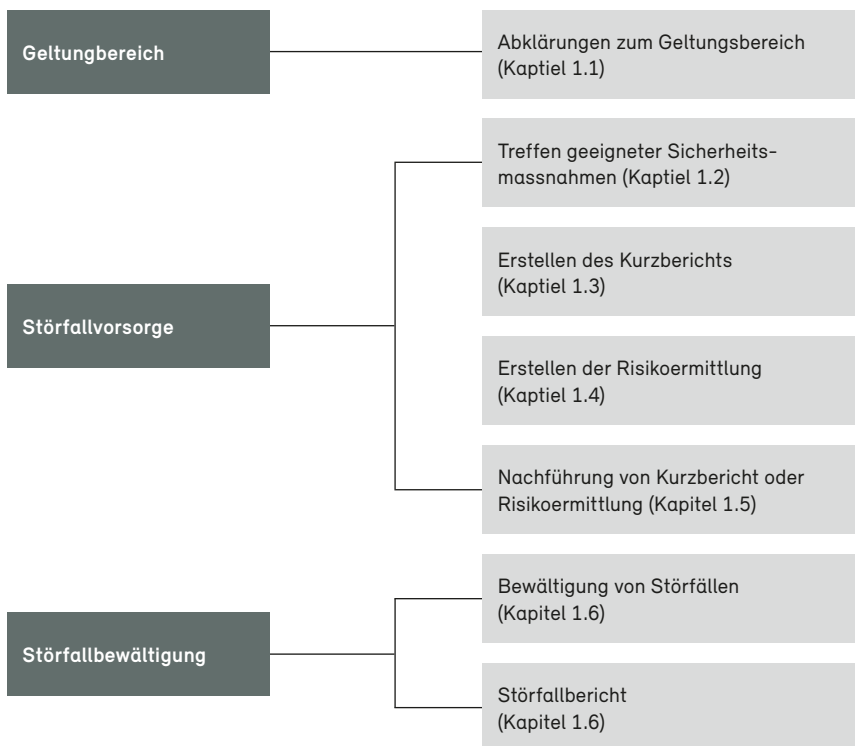 Geltungbereich
Abklärungen zum Geltungsbereich
(Kaptiel 1.1)
Störfallvorsorge
Treffen geeigneter Sicherheits-
massnahmen (Kaptiel 1.2)
Erstellen des Kurzberichts
(Kaptiel 1.3)
Erstellen der Risikoermittlung
(Kaptiel 1.4)
Nachführung von Kurzbericht oder
Risikoermittlung (Kapitel 1.5)
Störfallbewältigung
Bewältigung von Störfällen
(Kapitel 1.6)
Störfallbericht
(Kapitel 1.6)